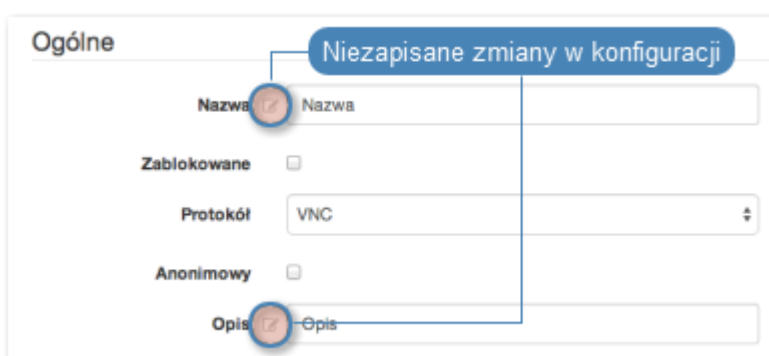 Ogólne
Niezapisane zmiany w konfiguracji
Nazwa Nazwa
Zablokowane
Protokół VNC
Anonimowy
Opis Opis